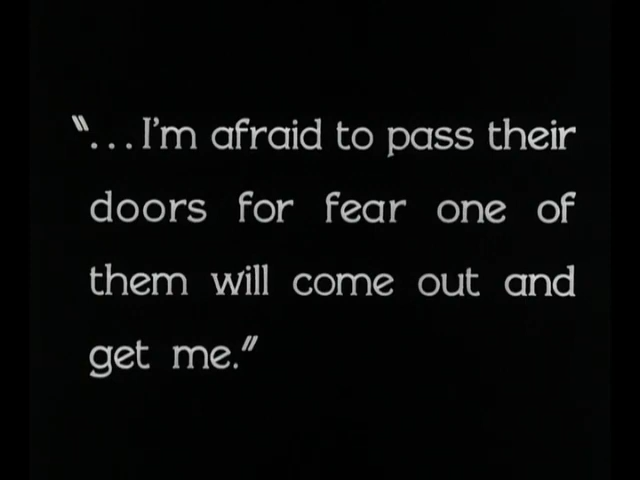 “...I'm afraid to pass their
doors for fear one of
them will come out and
get me.”